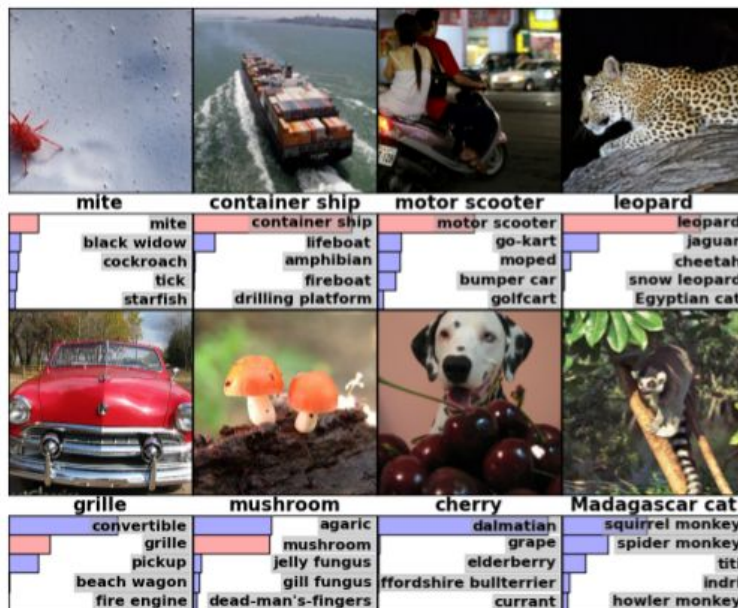 mite
container ship
motor scooter
leopard
mite
black widow
cockroach
tick
starfish
container ship
lifeboat
amphibian
fireboat
drilling platform
motor scooter
go-kart
moped
bumper car
golfcart
leopard
jaguar
cheetah
snow leopard
Egyptian cat
grille
mushroom
cherry
Madagascar cat
convertible
grille
pickup
beach wagon
fire engine
agaric
mushroom
jelly fungus
gill fungus
dead-man's-fingers
dalmatian
grape
elderberry
ffordshire bullterrier
currant
squirrel monkey
spider monkey
titi
indri
howler monkey